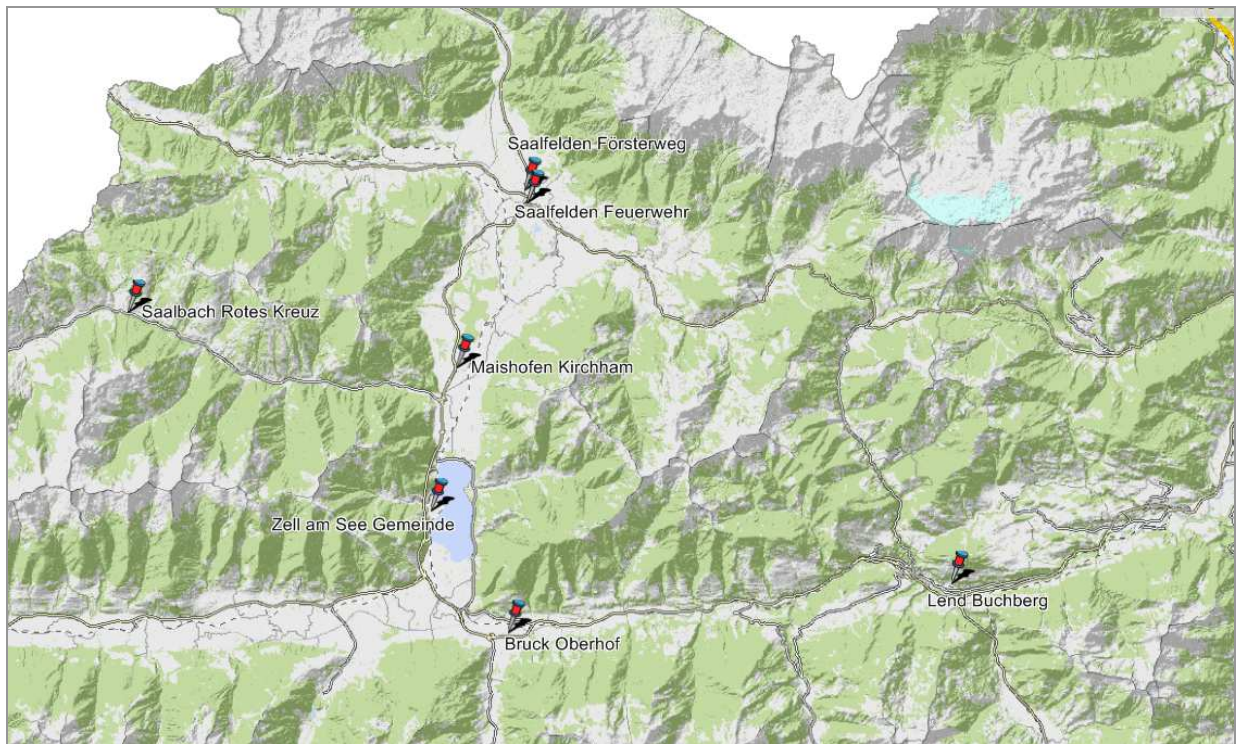 Saalfelden Försterweg
Saalfelden Feuerwehr
Saalbach Rotes Kreuz
Maishofen Kirchham
Zell am See Gemeinde
Lend Buchberg
Bruck Oberhof